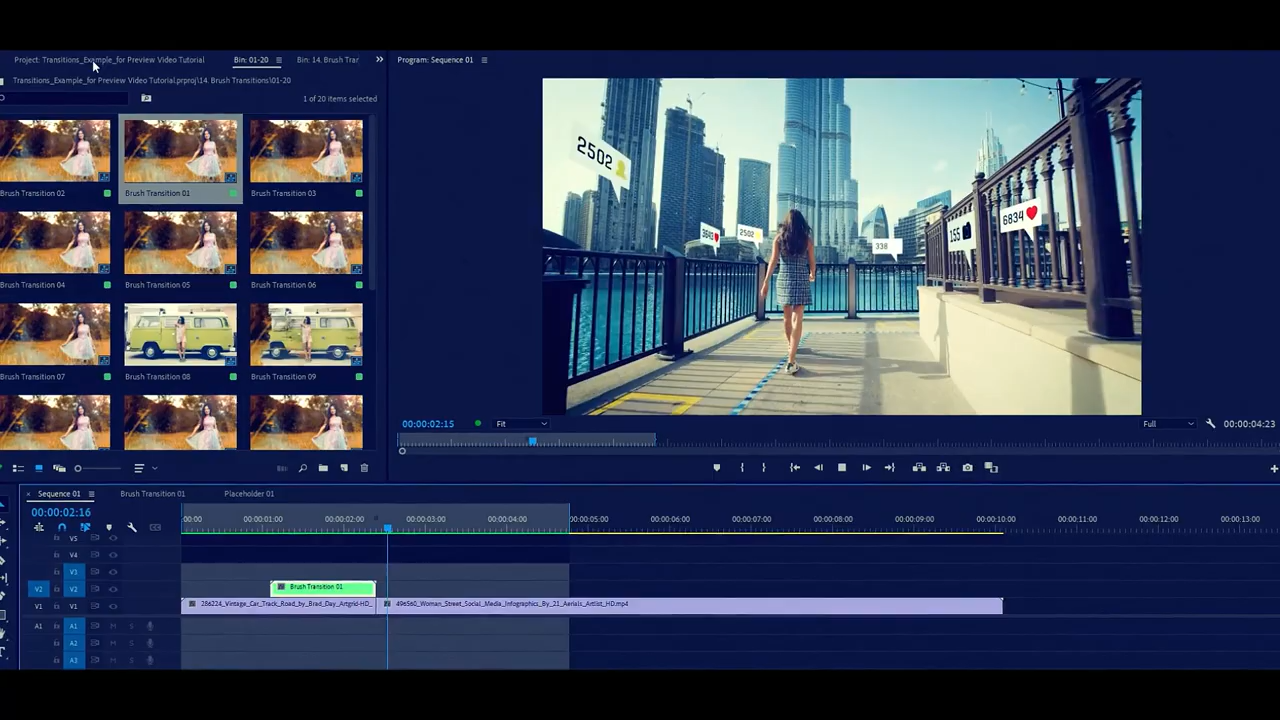 Project: Transitions_Example_for Preview Video Tutorial
Bin: 01-20
Bin: 14. Brush Tran
Program: Sequence 01
Transitions_Example_for Preview Video Tutorial.prproj\14. Brush Transitions\01-20
1 of 20 items selected
Brush Transition 02
Brush Transition 01
Brush Transition 03
Brush Transition 04
Brush Transition 05
Brush Transition 06
Brush Transition 07
Brush Transition 08
Brush Transition 09
2502
3643
2502
338
155
6834
00:00:02:15
Fit
Full
00:00:04:23
× Sequence 01
Brush Transition 01
Placeholder 01
00:00:02:16
:00:00
00:00:01:00
00:00:02:00
00:00:03:00
00:00:04:00
00:00:05:00
00:00:06:00
00:00:07:00
00:00:08:00
00:00:09:00
00:00:10:00
00:00:11:00
00:00:12:00
00:00:13:00
V5
V4
V3
V2 V2 Brush Transition 01
V1 V1 286224_Vintage_Car_Track_Road_by_Brad_Day_Artgrid-HD_ 496560_Woman_Street_Social_Media_Infographics_By_21_Aerials_Artlist_HD.mp4
A1 A1 M S
A2 M S
A3 M S